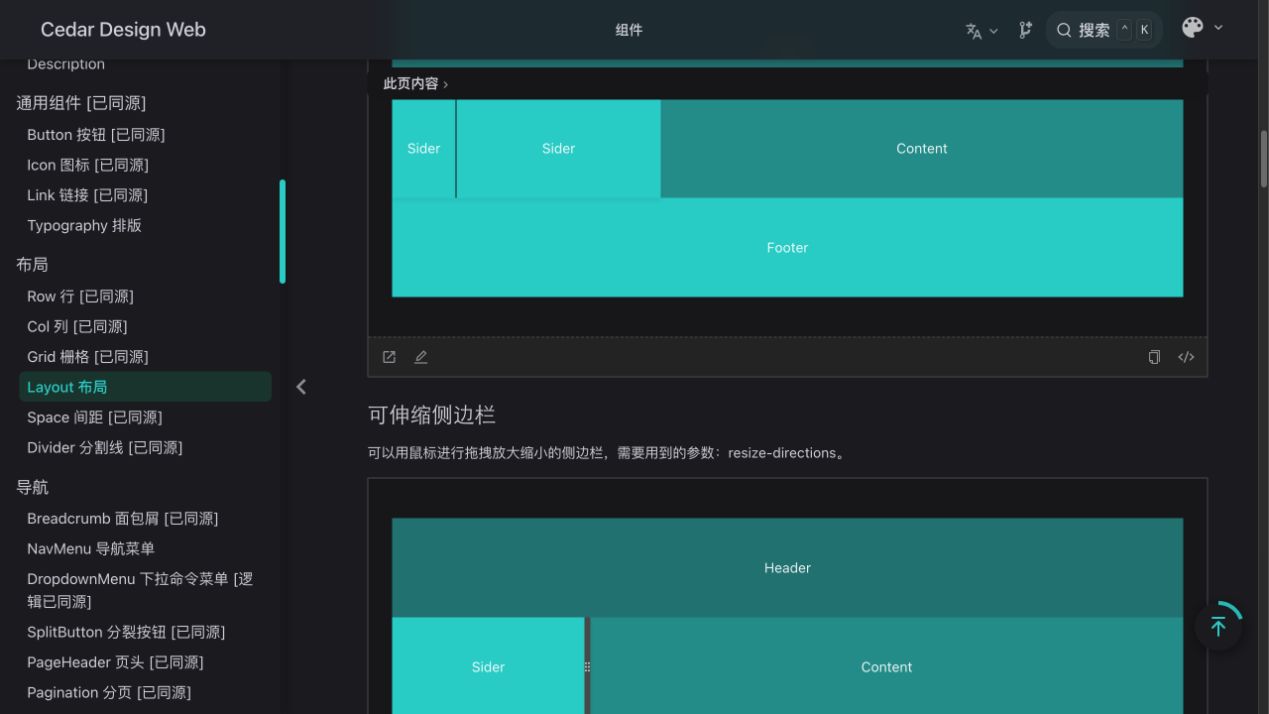 Cedar Design Web
组件
搜索 ^ K
Description
通用组件 [已同源]
Button 按钮 [已同源]
Icon 图标 [已同源]
Link 链接 [已同源]
Typography 排版
布局
Row 行 [已同源]
Col 列 [已同源]
Grid 栅格 [已同源]
Layout 布局
Space 间距 [已同源]
Divider 分割线 [已同源]
导航
Breadcrumb 面包屑 [已同源]
NavMenu 导航菜单
DropdownMenu 下拉命令菜单 [逻
辑已同源]
SplitButton 分裂按钮 [已同源]
PageHeader 页头 [已同源]
Pagination 分页 [已同源]
此页内容 ›
Sider
Sider
Content
Footer
可伸缩侧边栏
可以用鼠标进行拖拽放大缩小的侧边栏，需要用到的参数：resize-directions。
Header
Sider
Content